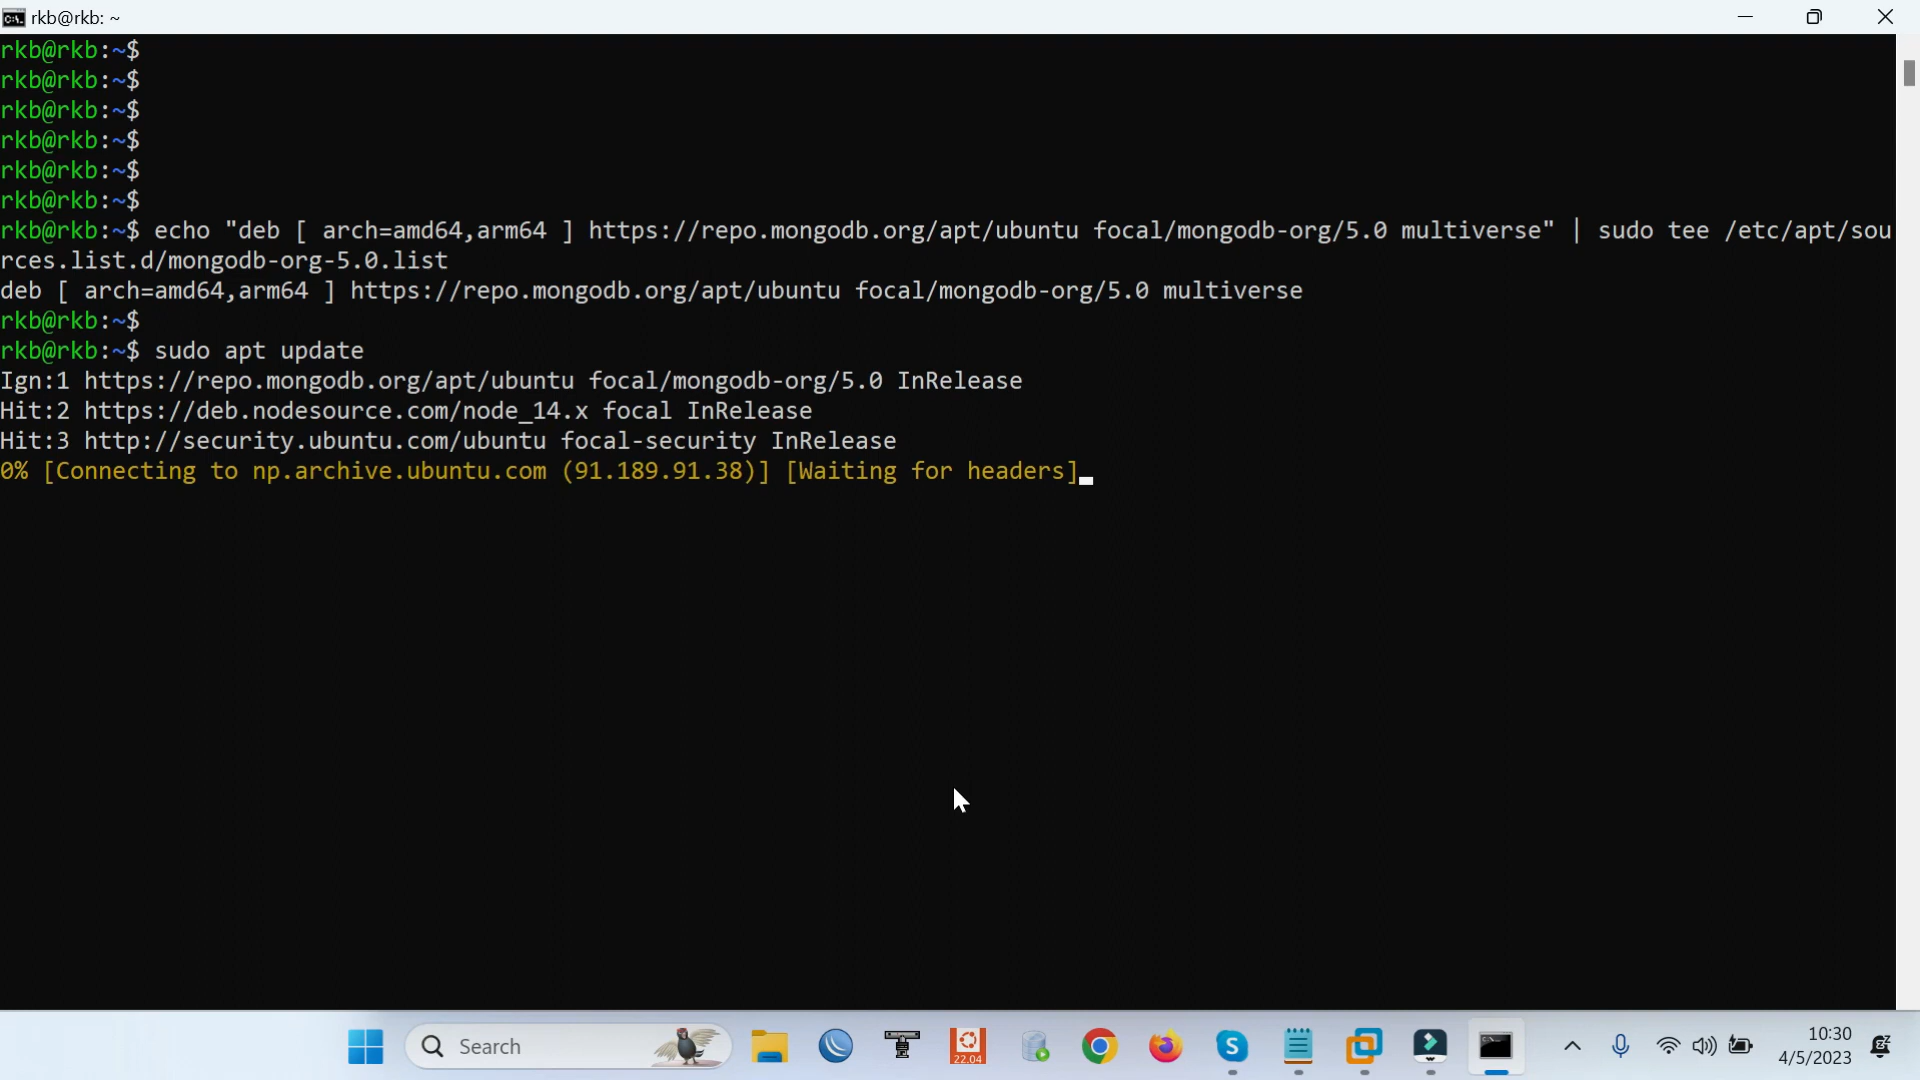 rkb@rkb: ~
rkb@rkb:~$
rkb@rkb:~$
rkb@rkb:~$
rkb@rkb:~$
rkb@rkb:~$
rkb@rkb:~$
rkb@rkb:~$ echo "deb [ arch=amd64,arm64 ] https://repo.mongodb.org/apt/ubuntu focal/mongodb-org/5.0 multiverse" | sudo tee /etc/apt/sou
rces.list.d/mongodb-org-5.0.list
deb [ arch=amd64,arm64 ] https://repo.mongodb.org/apt/ubuntu focal/mongodb-org/5.0 multiverse
rkb@rkb:~$
rkb@rkb:~$ sudo apt update
Ign:1 https://repo.mongodb.org/apt/ubuntu focal/mongodb-org/5.0 InRelease
Hit:2 https://deb.nodesource.com/node_14.x focal InRelease
Hit:3 http://security.ubuntu.com/ubuntu focal-security InRelease
0% [Connecting to np.archive.ubuntu.com (91.189.91.38)] [Waiting for headers]
Search
22.04
S
10:30
4/5/2023